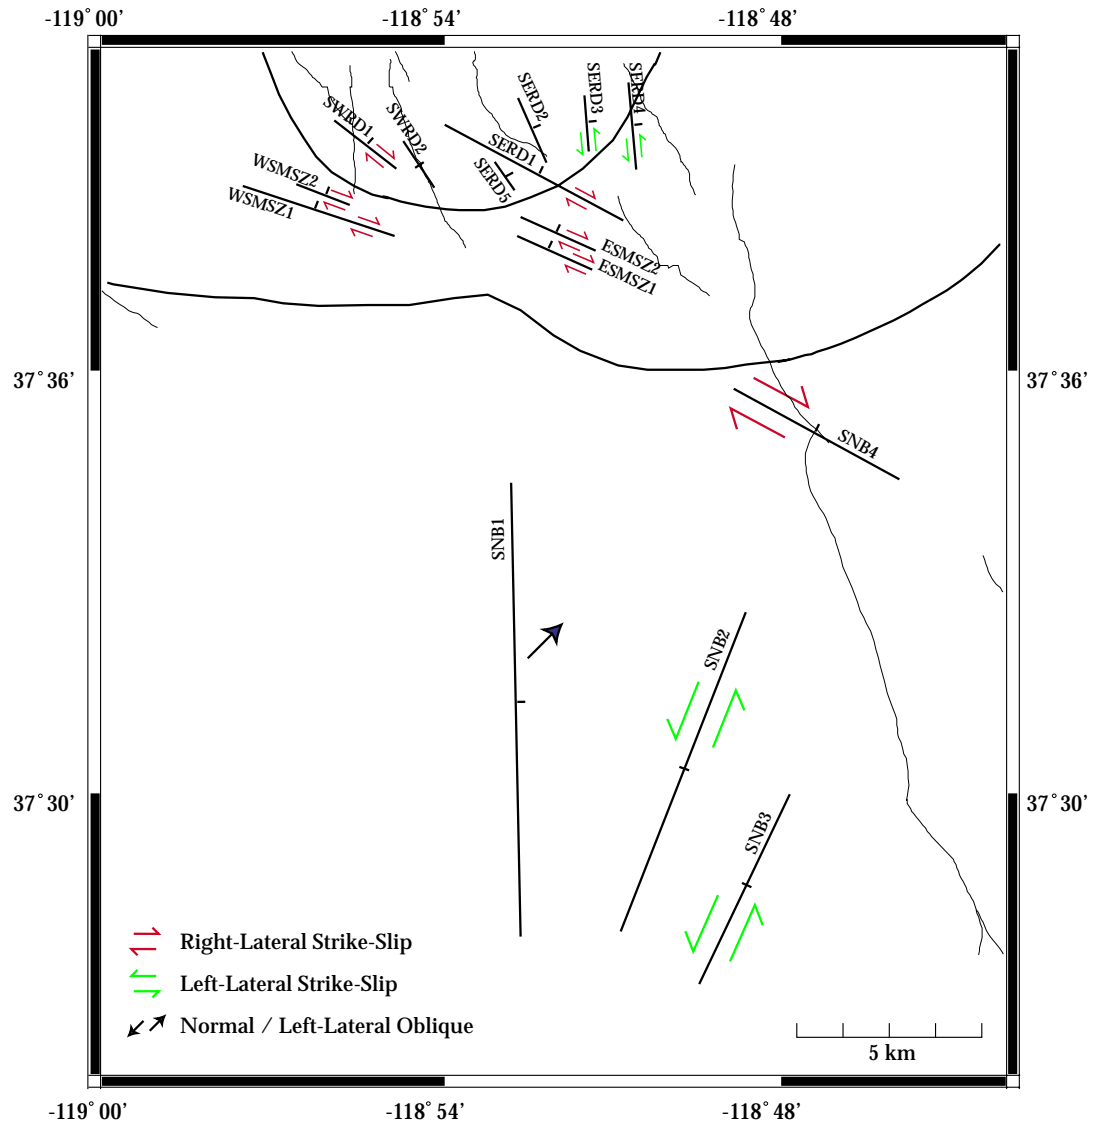 -119˚00'
-118˚54'
-118˚48'
SERD2
SERD3
SERD4
SWRD1
SWRD2
SERD1
WSMSZ2
SERD5
WSMSZ1
ESMSZ2
ESMSZ1
37˚36'
37˚36'
SNB4
SNB1
SNB2
37˚30'
37˚30'
SNB3
Right-Lateral Strike-Slip
Left-Lateral Strike-Slip
Normal / Left-Lateral Oblique
5 km
-119˚00'
-118˚54'
-118˚48'